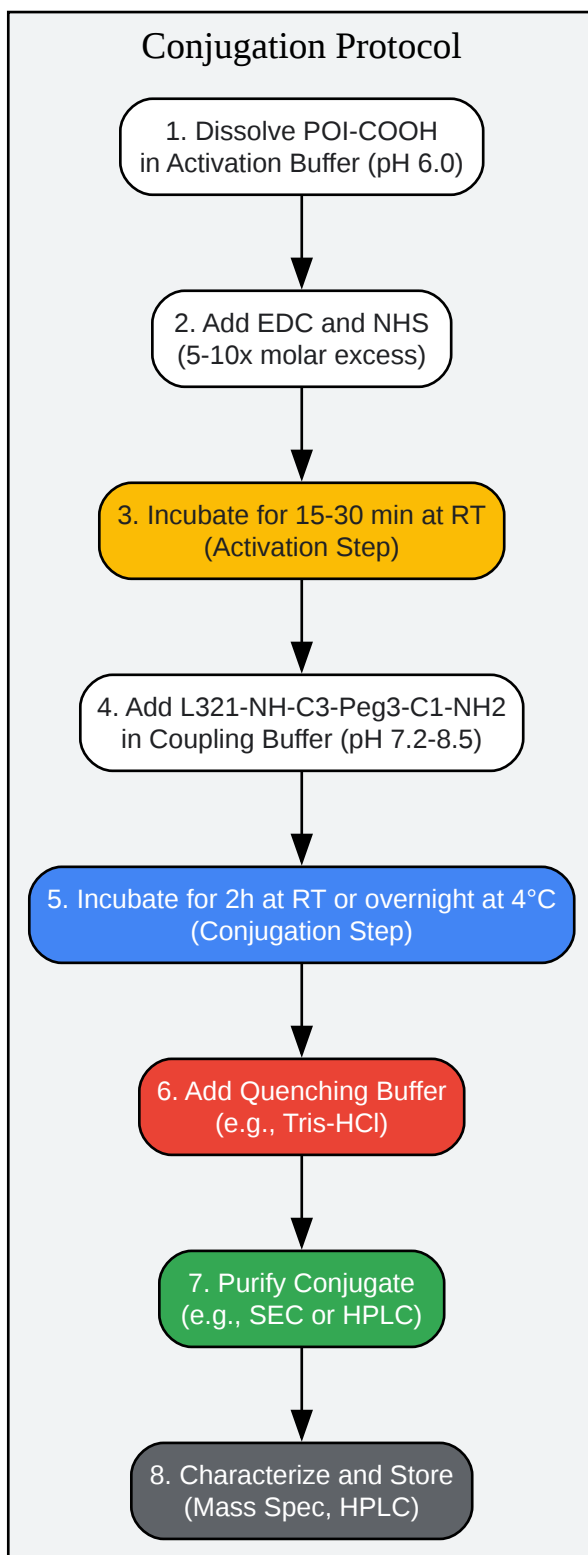 Conjugation Protocol
1. Dissolve POI-COOH
in Activation Buffer (pH 6.0)
2. Add EDC and NHS
(5-10x molar excess)
3. Incubate for 15-30 min at RT
(Activation Step)
4. Add L321-NH-C3-Peg3-C1-NH2
in Coupling Buffer (pH 7.2-8.5)
5. Incubate for 2h at RT or overnight at 4°C
(Conjugation Step)
6. Add Quenching Buffer
(e.g., Tris-HCl)
7. Purify Conjugate
(e.g., SEC or HPLC)
8. Characterize and Store
(Mass Spec, HPLC)